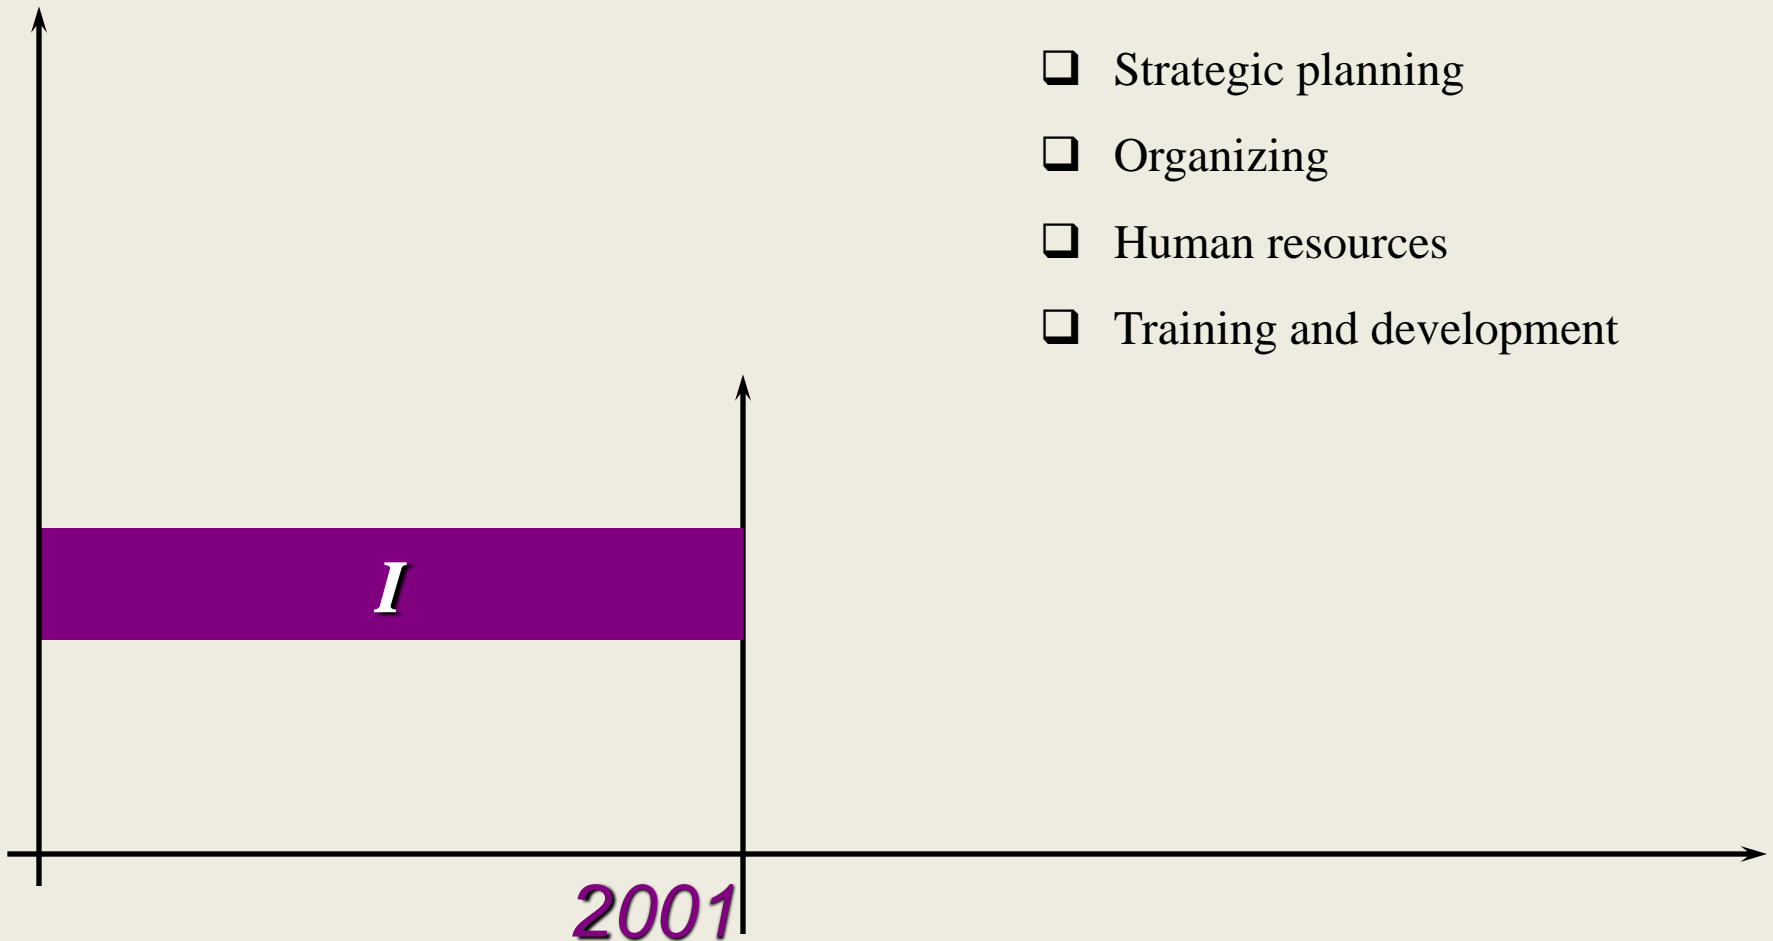 Strategic planning
Organizing
Human resources
Training and development
I
2001